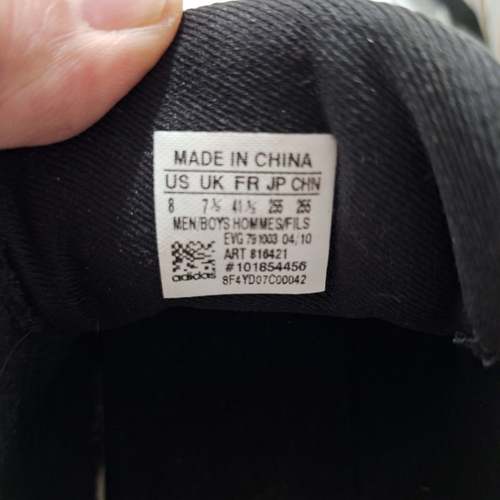 MADE IN CHINA
US UK FR JP CHN
8 7½ 41⅓ 255 255
MEN/BOYS HOMMES/FILS
EVG 791003 04/10
ART 816421
#101654456
adidas
8F4YD07C00042